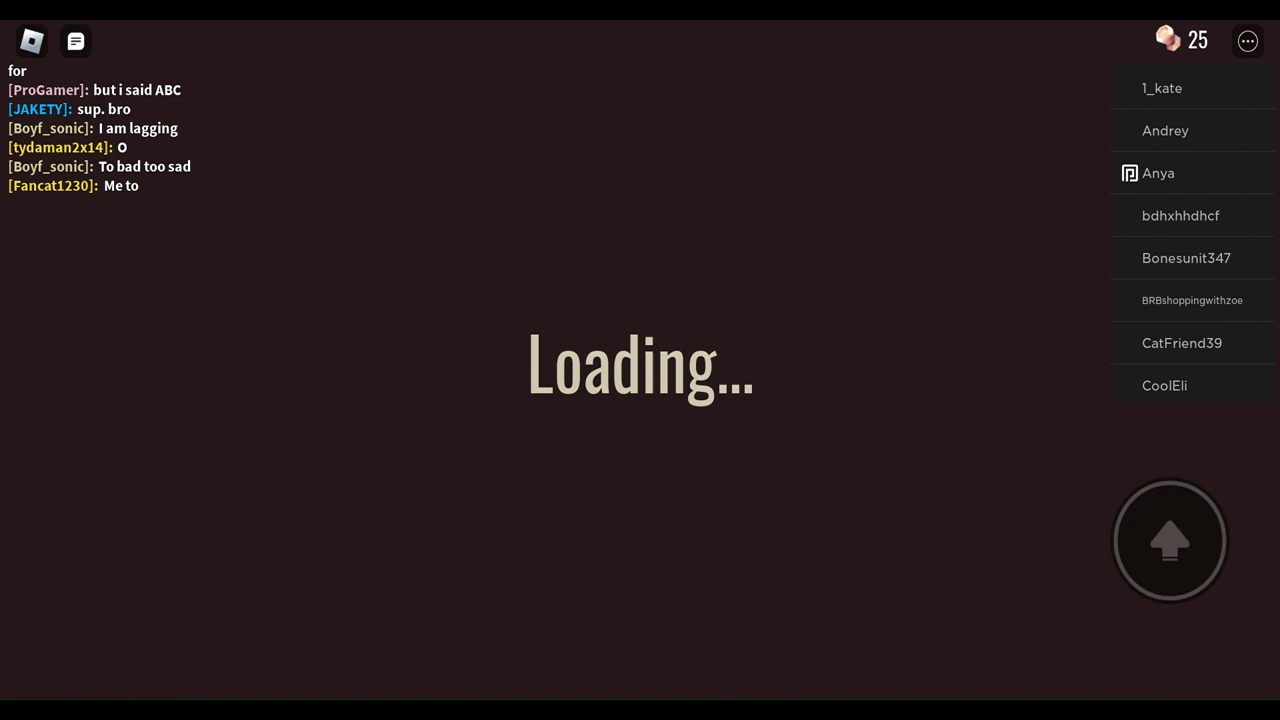 25
for
[ProGamer]: but i said ABC
[JAKETY]: sup. bro
[Boyf_sonic]: I am lagging
[tydaman2x14]: O
[Boyf_sonic]: To bad too sad
[Fancat1230]: Me to
1_kate
Andrey
Anya
bdhxhhdhcf
Bonesunit347
BRBshoppingwithzoe
CatFriend39
CoolEli
Loading...